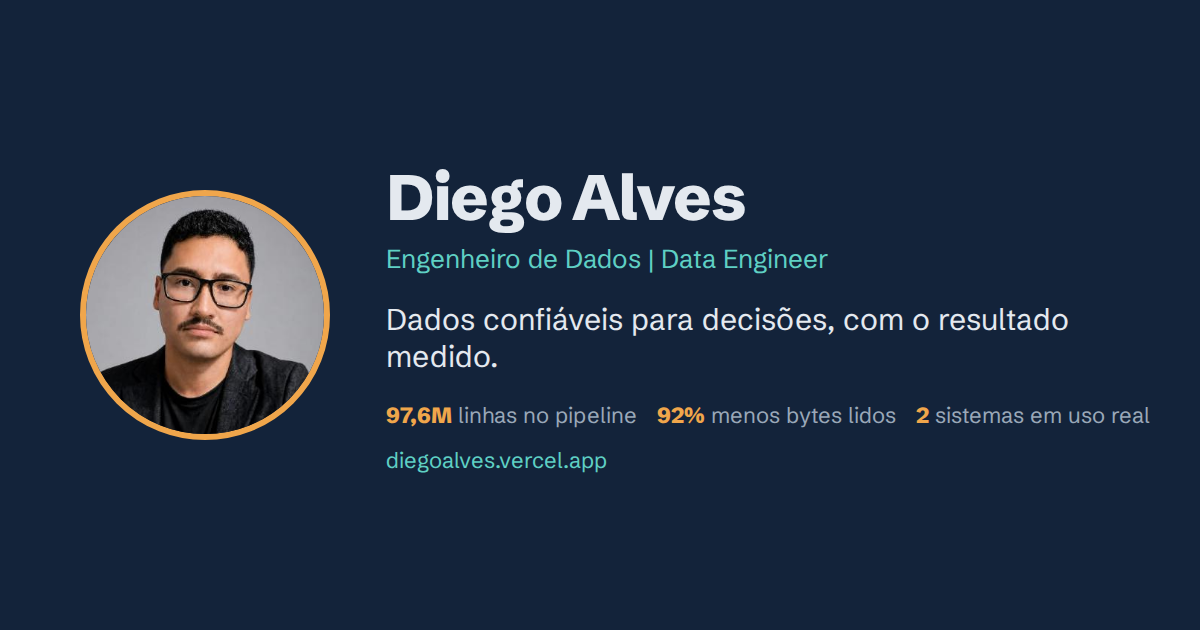 Diego Alves
Engenheiro de Dados | Data Engineer
Dados confiáveis para decisões, com o resultado
medido.
97,6M linhas no pipeline 92% menos bytes lidos 2 sistemas em uso real
diegoalves.vercel.app